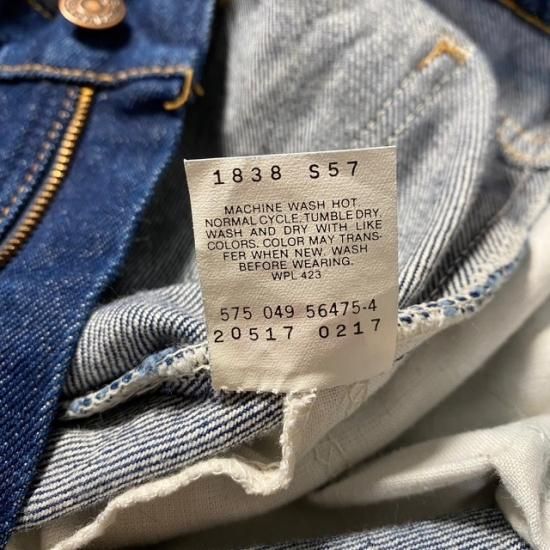 1838 S57
MACHINE WASH HOT.
NORMAL CYCLE. TUMBLE DRY.
WASH AND DRY WITH LIKE
COLORS. COLOR MAY TRANS-
FER WHEN NEW. WASH
BEFORE WEARING.
WPL 423
575 049 56475-4
20517 0217